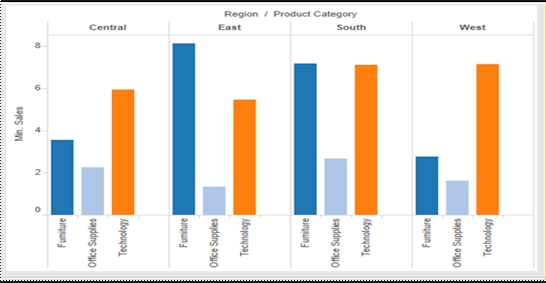 Region / Product Category
Central East South West
Min. Sales
8
6
4
2
0
Furniture Office Supplies Technology Furniture Office Supplies Technology Furniture Office Supplies Technology Furniture Office Supplies Technology